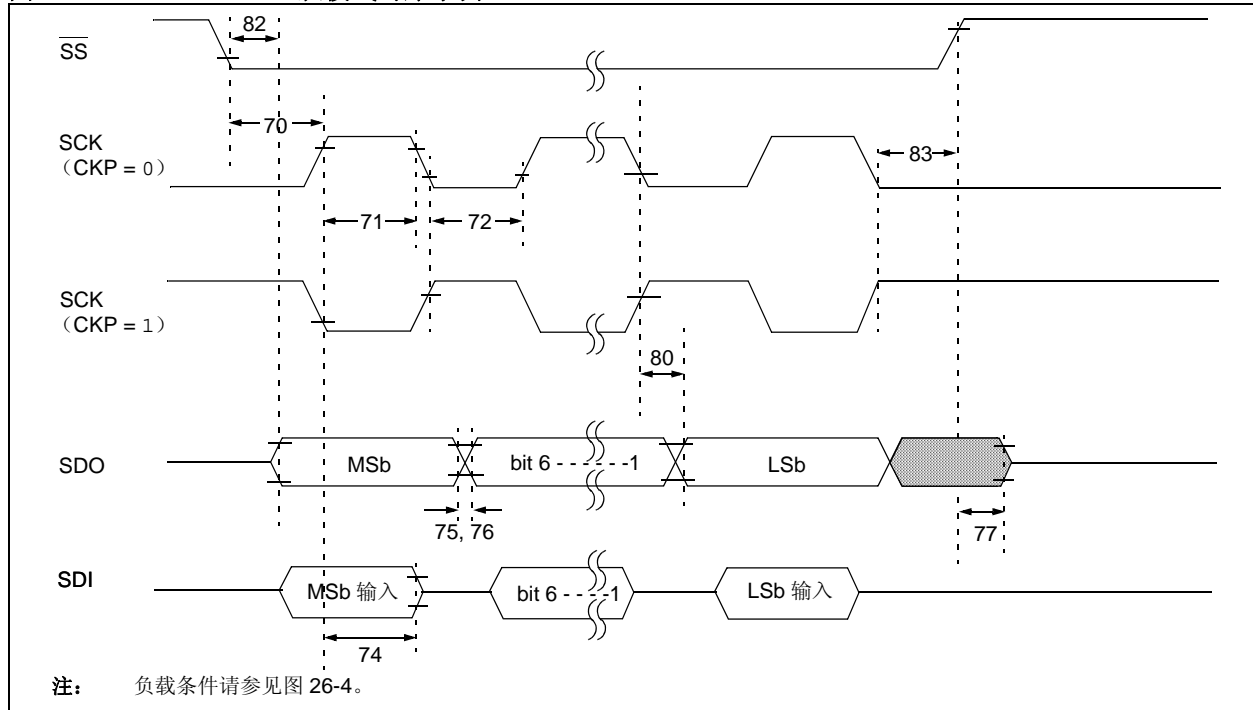 82
SS
70
SCK
（CKP = 0）
83
71
72
SCK
（CKP = 1）
80
SDO
MSb
bit 6 - - - - - -1
LSb
75, 76
77
SDI
MSb 输入
bit 6 - - - -1
LSb 输入
74
注： 负载条件请参见图 26-4。